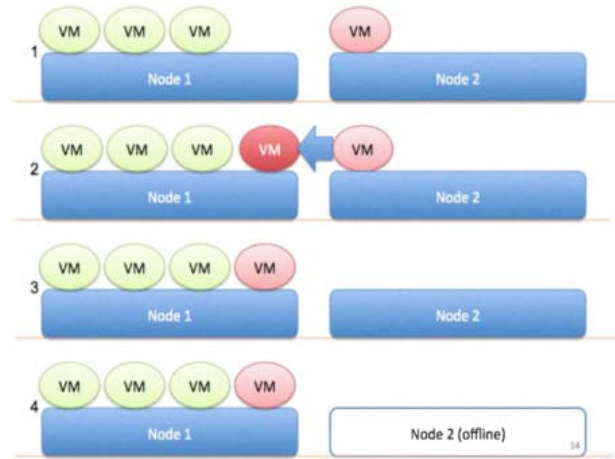 VM VM VM VM
1
Node 1 Node 2
VM VM VM VM VM
2
Node 1 Node 2
VM VM VM VM
3
Node 1 Node 2
VM VM VM VM
4
Node 1 Node 2 (offline)
14